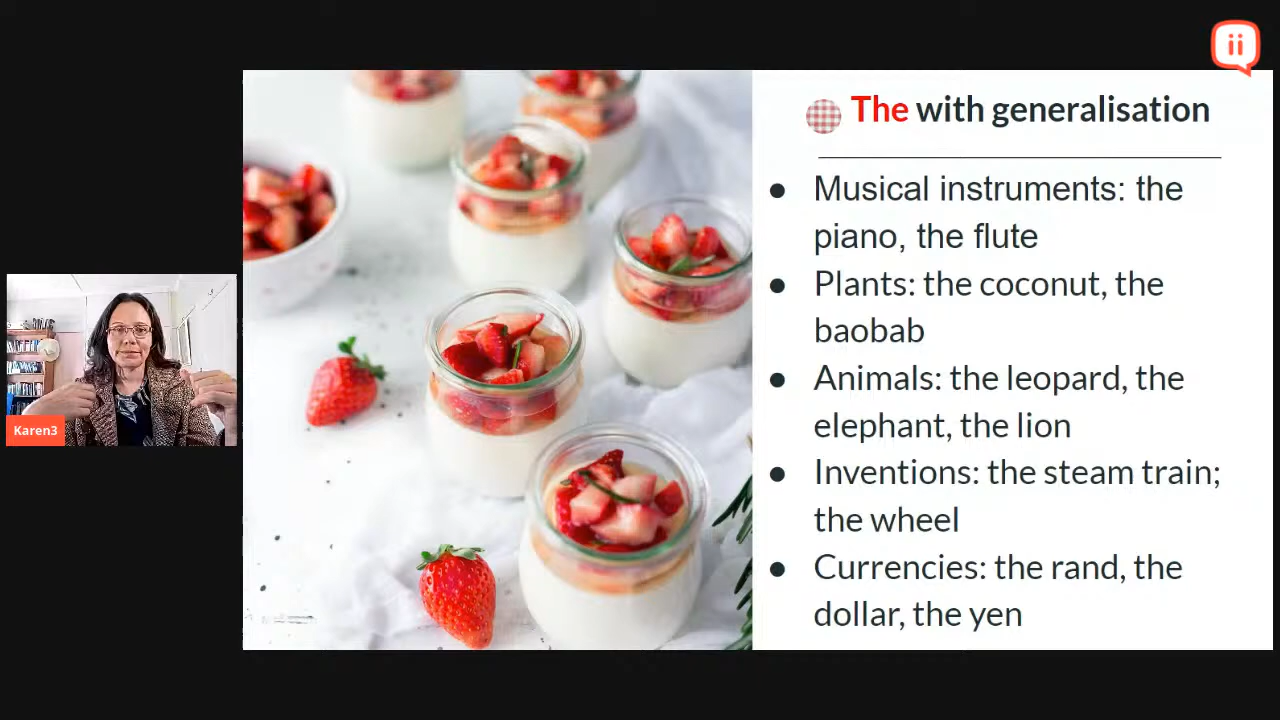 ii
The with generalisation
● Musical instruments: the
piano, the flute
● Plants: the coconut, the
baobab
● Animals: the leopard, the
elephant, the lion
● Inventions: the steam train;
the wheel
● Currencies: the rand, the
dollar, the yen
Karen3